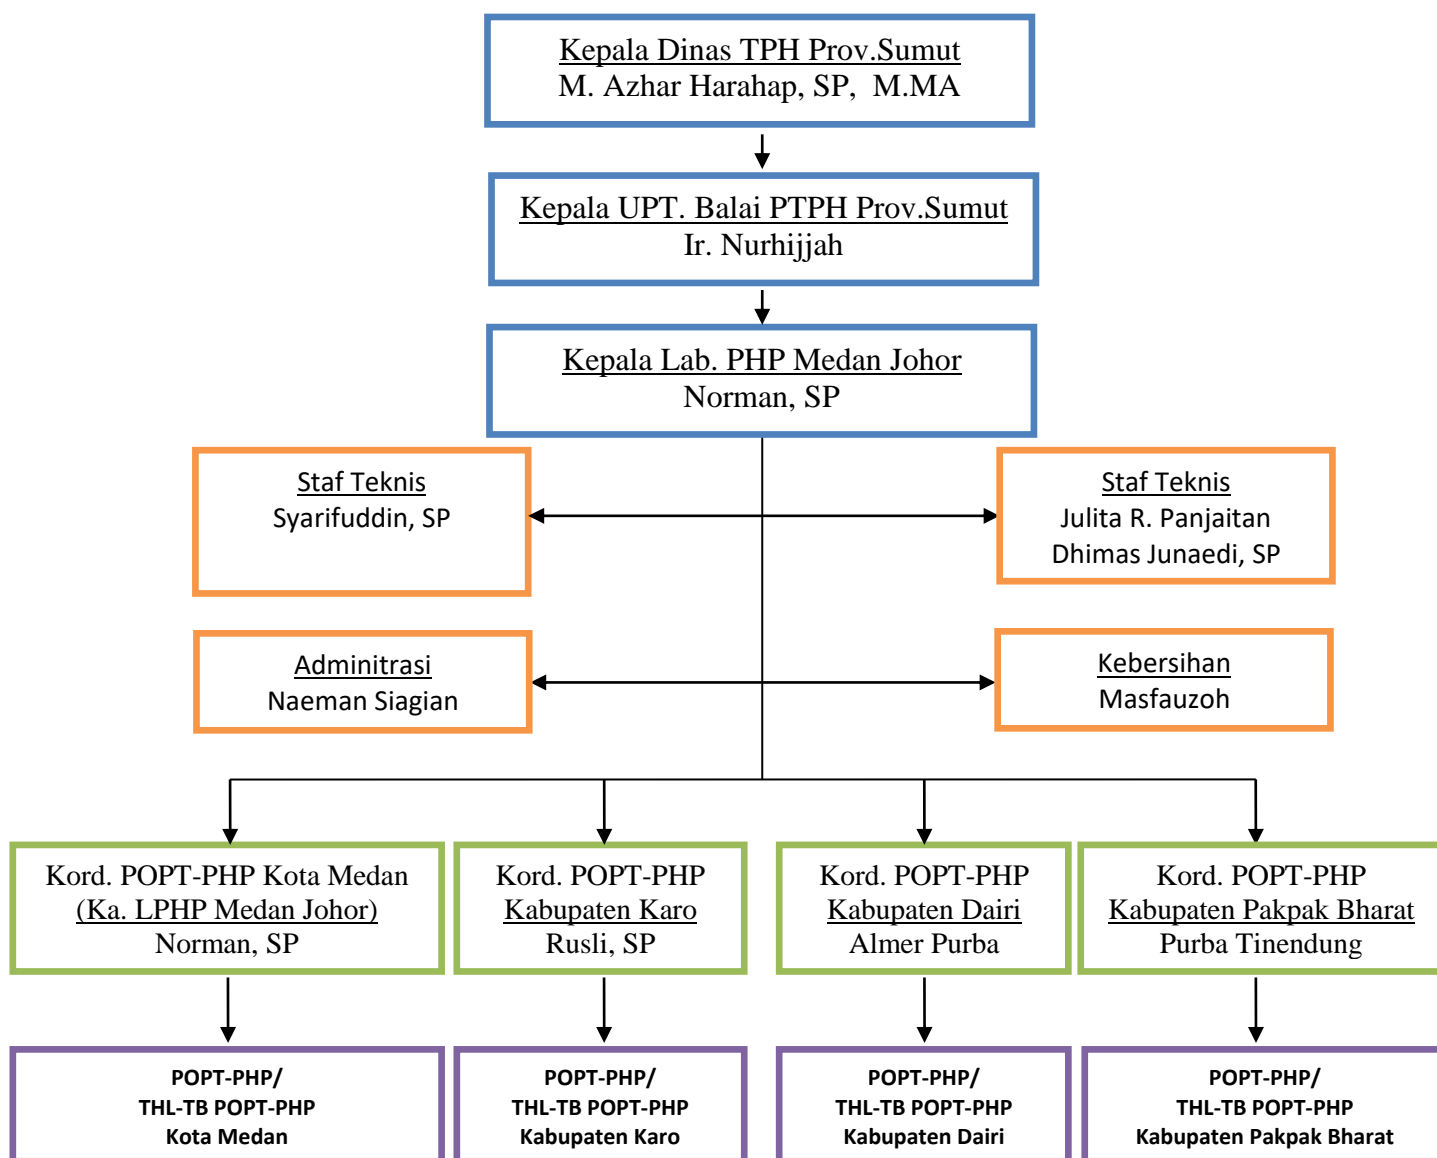 Kepala Dinas TPH Prov.Sumut
M. Azhar Harahap, SP, M.MA
Kepala UPT. Balai PTPH Prov.Sumut
Ir. Nurhijjah
Kepala Lab. PHP Medan Johor
Norman, SP
Staf Teknis
Syarifuddin, SP
Staf Teknis
Julita R. Panjaitan
Dhimas Junaedi, SP
Adminitrasi
Naeman Siagian
Kebersihan
Masfauzoh
Kord. POPT-PHP Kota Medan
(Ka. LPHP Medan Johor)
Norman, SP
Kord. POPT-PHP
Kabupaten Karo
Rusli, SP
Kord. POPT-PHP
Kabupaten Dairi
Almer Purba
Kord. POPT-PHP
Kabupaten Pakpak Bharat
Purba Tinendung
POPT-PHP/
THL-TB POPT-PHP
Kota Medan
POPT-PHP/
THL-TB POPT-PHP
Kabupaten Karo
POPT-PHP/
THL-TB POPT-PHP
Kabupaten Dairi
POPT-PHP/
THL-TB POPT-PHP
Kabupaten Pakpak Bharat